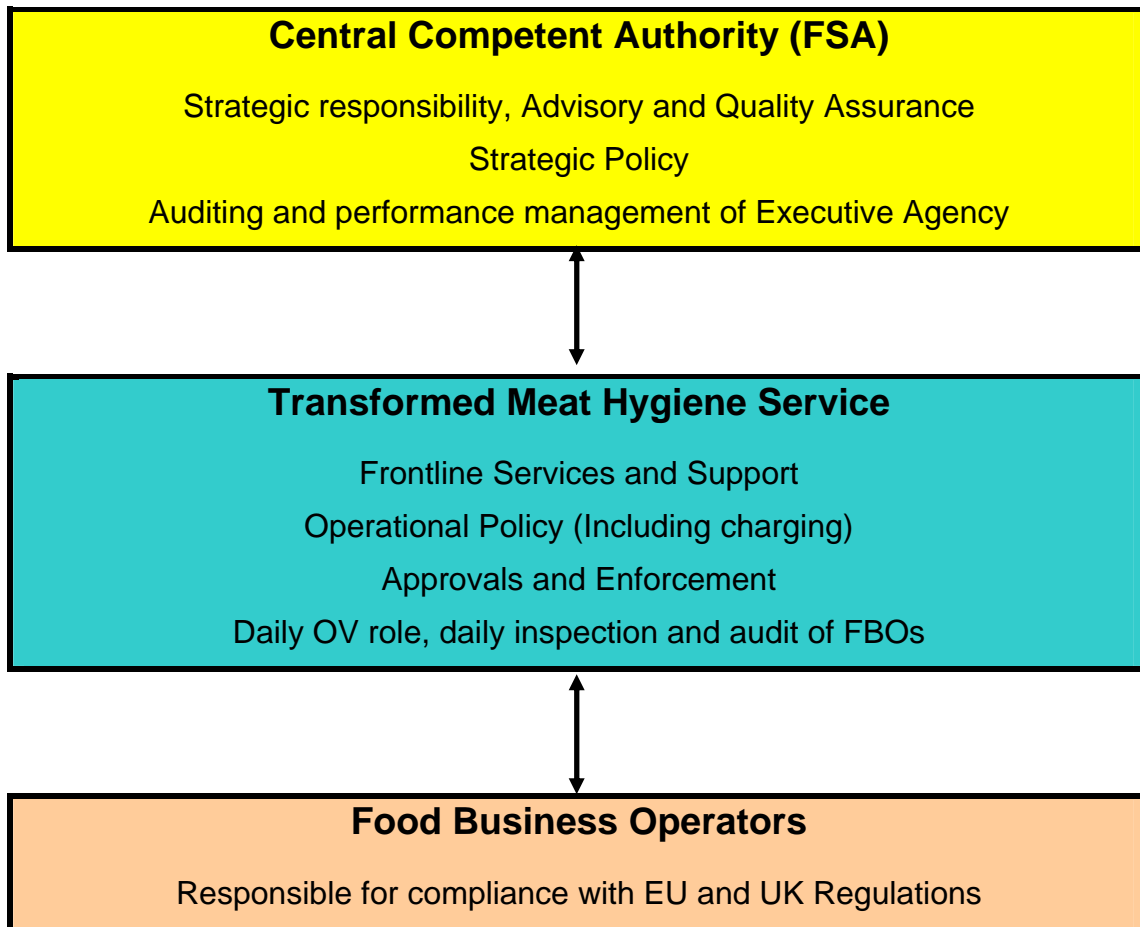 Central Competent Authority (FSA)
Strategic responsibility, Advisory and Quality Assurance
Strategic Policy
Auditing and performance management of Executive Agency
Transformed Meat Hygiene Service
Frontline Services and Support
Operational Policy (Including charging)
Approvals and Enforcement
Daily OV role, daily inspection and audit of FBOs
Food Business Operators
Responsible for compliance with EU and UK Regulations